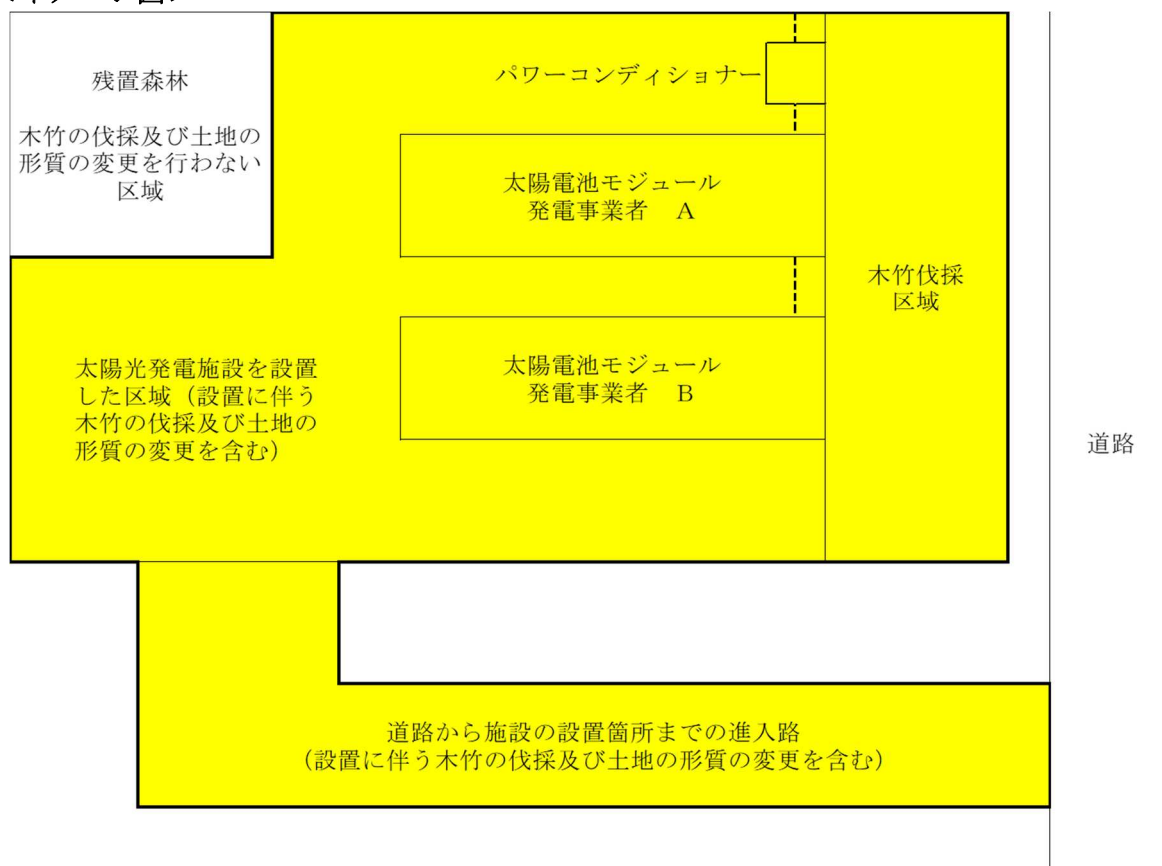 残置森林
木竹の伐採及び土地の
形質の変更を行わない
区域
パワーコンディショナー
太陽電池モジュール
発電事業者 A
木竹伐採
区域
太陽電池モジュール
発電事業者 B
太陽光発電施設を設置
した区域（設置に伴う
木竹の伐採及び土地の
形質の変更を含む）
道路
道路から施設の設置箇所までの進入路
（設置に伴う木竹の伐採及び土地の形質の変更を含む）